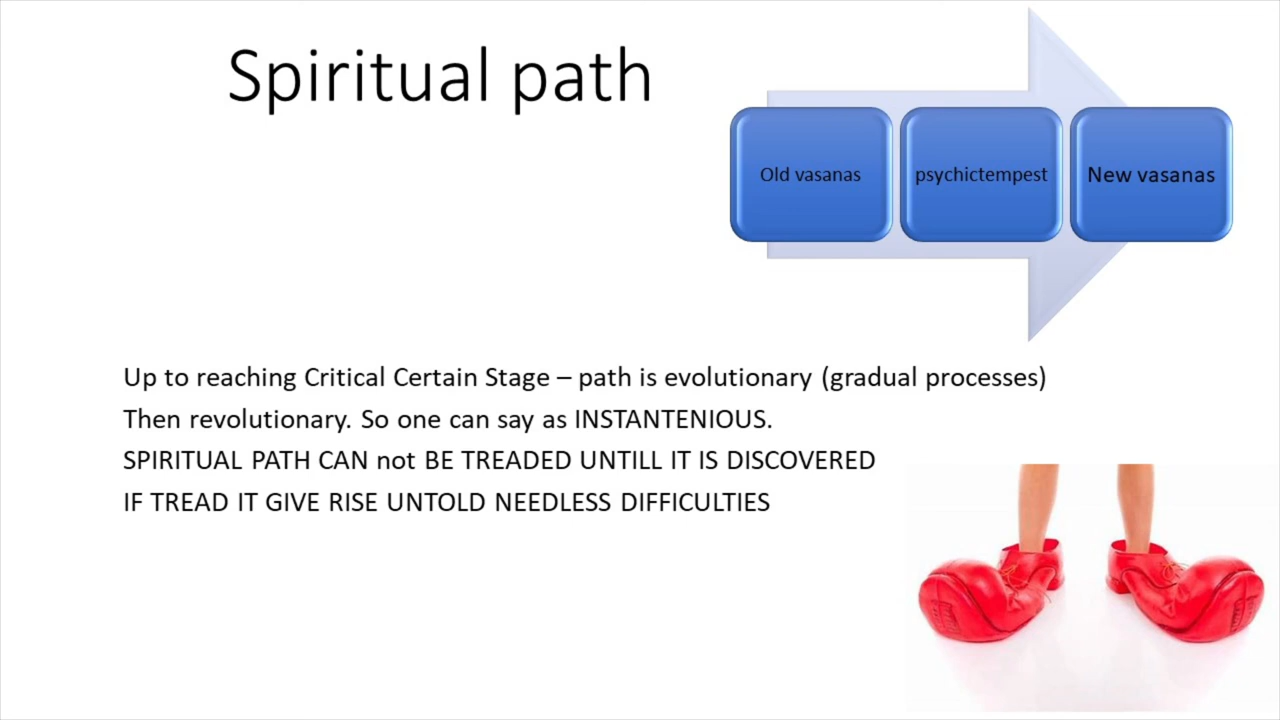 Spiritual path
Old vasanas
psychictempest
New vasanas
Up to reaching Critical Certain Stage – path is evolutionary (gradual processes)
Then revolutionary. So one can say as INSTANTENIOUS.
SPIRITUAL PATH CAN not BE TREADED UNTILL IT IS DISCOVERED
IF TREAD IT GIVE RISE UNTOLD NEEDLESS DIFFICULTIES